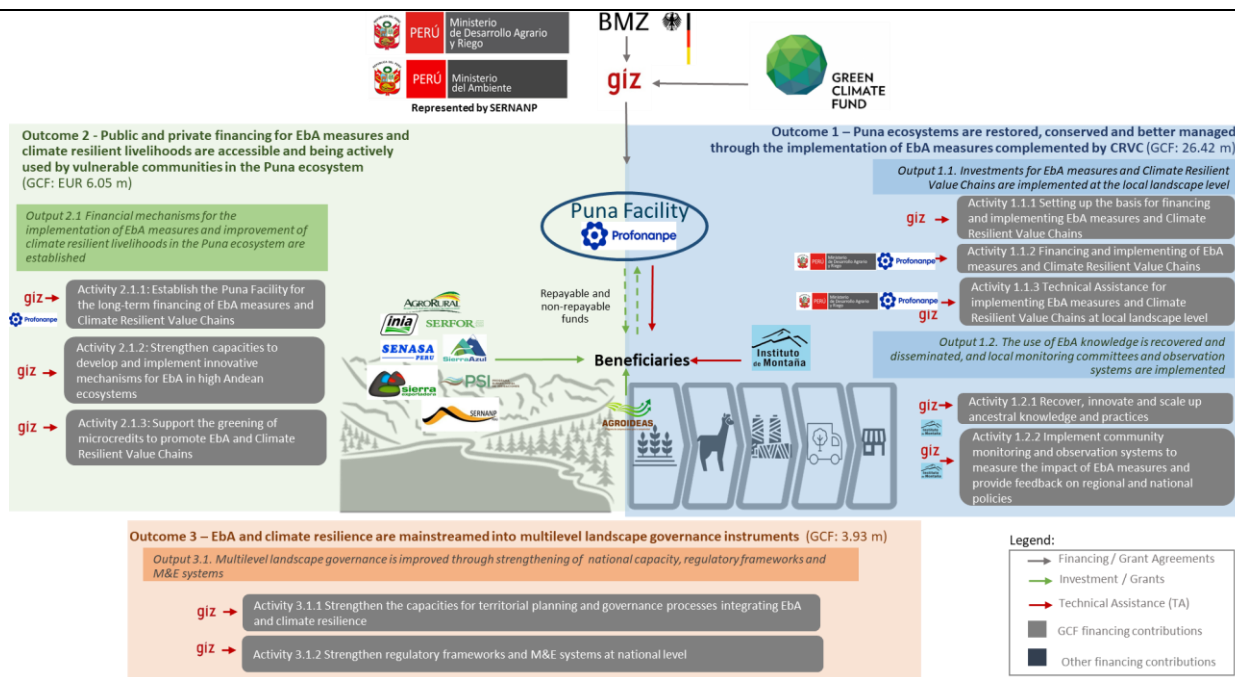 PERÚ
Ministerio
de Desarrollo Agrario
y Riego
PERÚ
Ministerio
del Ambiente
Represented by SERNANP
BMZ
giz
GREEN
CLIMATE
FUND
Outcome 2 - Public and private financing for EbA measures and
climate resilient livelihoods are accessible and being actively
used by vulnerable communities in the Puna ecosystem
(GCF: EUR 6.05 m)
Output 2.1 Financial mechanisms for the
implementation of EbA measures and improvement of
climate resilient livelihoods in the Puna ecosystem are
established
giz
Profonanpe
Activity 2.1.1: Establish the Puna Facility for
the long-term financing of EbA measures and
Climate Resilient Value Chains
giz
Activity 2.1.2: Strengthen capacities to
develop and implement innovative
mechanisms for EbA in high Andean
ecosystems
giz
Activity 2.1.3: Support the greening of
microcredits to promote EbA and Climate
Resilient Value Chains
Puna Facility
Profonanpe
Repayable and
non-repayable
funds
AGRORURAL
inia
SERFOR
SENASA
PERU
SierraAzul
sierra
exportadora
PSI
SERNANP
AGROIDEAS
Beneficiaries
Instituto
de Montaña
Outcome 1 – Puna ecosystems are restored, conserved and better managed
through the implementation of EbA measures complemented by CRVC (GCF: 26.42 m)
Output 1.1. Investments for EbA measures and Climate Resilient
Value Chains are implemented at the local landscape level
giz
Activity 1.1.1 Setting up the basis for financing
and implementing EbA measures and Climate
Resilient Value Chains
PERÚ
Ministerio
de Desarrollo Agrario
y Riego
Profonanpe
Activity 1.1.2 Financing and implementing of EbA
measures and Climate Resilient Value Chains
PERÚ
Ministerio
de Desarrollo Agrario
y Riego
Profonanpe
giz
Activity 1.1.3 Technical Assistance for
implementing EbA measures and Climate
Resilient Value Chains at local landscape level
Output 1.2. The use of EbA knowledge is recovered and
disseminated, and local monitoring committees and observation
systems are implemented
giz
Instituto
de Montaña
Activity 1.2.1 Recover, innovate and scale up
ancestral knowledge and practices
giz
Instituto
de Montaña
Activity 1.2.2 Implement community
monitoring and observation systems to
measure the impact of EbA measures and
provide feedback on regional and national
policies
Outcome 3 – EbA and climate resilience are mainstreamed into multilevel landscape governance instruments (GCF: 3.93 m)
Output 3.1. Multilevel landscape governance is improved through strengthening of national capacity, regulatory frameworks and
M&E systems
giz
Activity 3.1.1 Strengthen the capacities for territorial planning and governance processes integrating EbA
and climate resilience
giz
Activity 3.1.2 Strengthen regulatory frameworks and M&E systems at national level
Legend:
Financing / Grant Agreements
Investment / Grants
Technical Assistance (TA)
GCF financing contributions
Other financing contributions